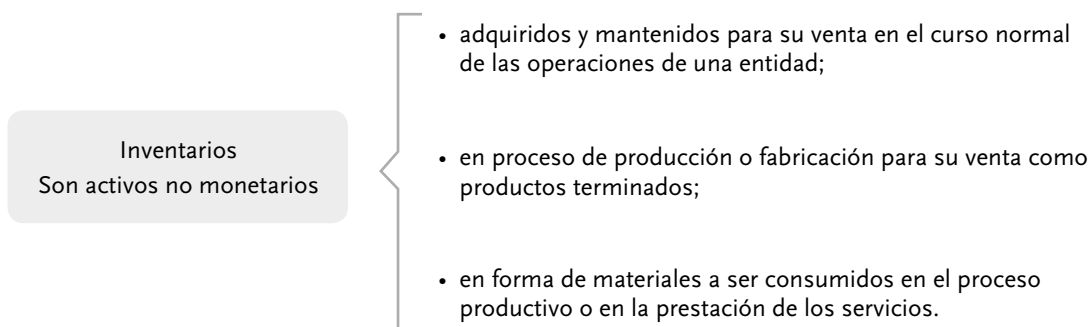 Inventarios
Son activos no monetarios
• adquiridos y mantenidos para su venta en el curso normal
de las operaciones de una entidad;
• en proceso de producción o fabricación para su venta como
productos terminados;
• en forma de materiales a ser consumidos en el proceso
productivo o en la prestación de los servicios.